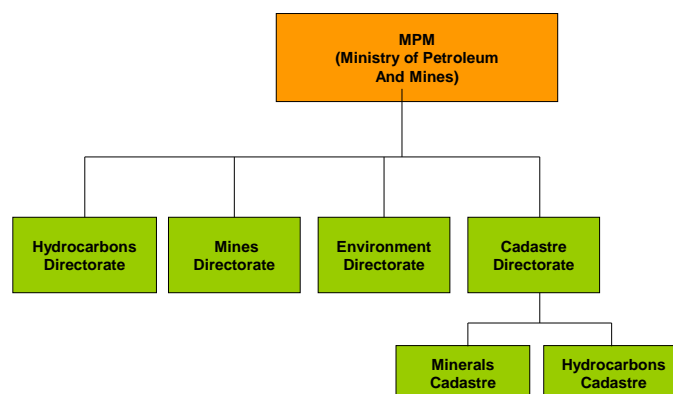 MPM
(Ministry of Petroleum
And Mines)
Hydrocarbons
Directorate
Mines
Directorate
Environment
Directorate
Cadastre
Directorate
Minerals
Cadastre
Hydrocarbons
Cadastre